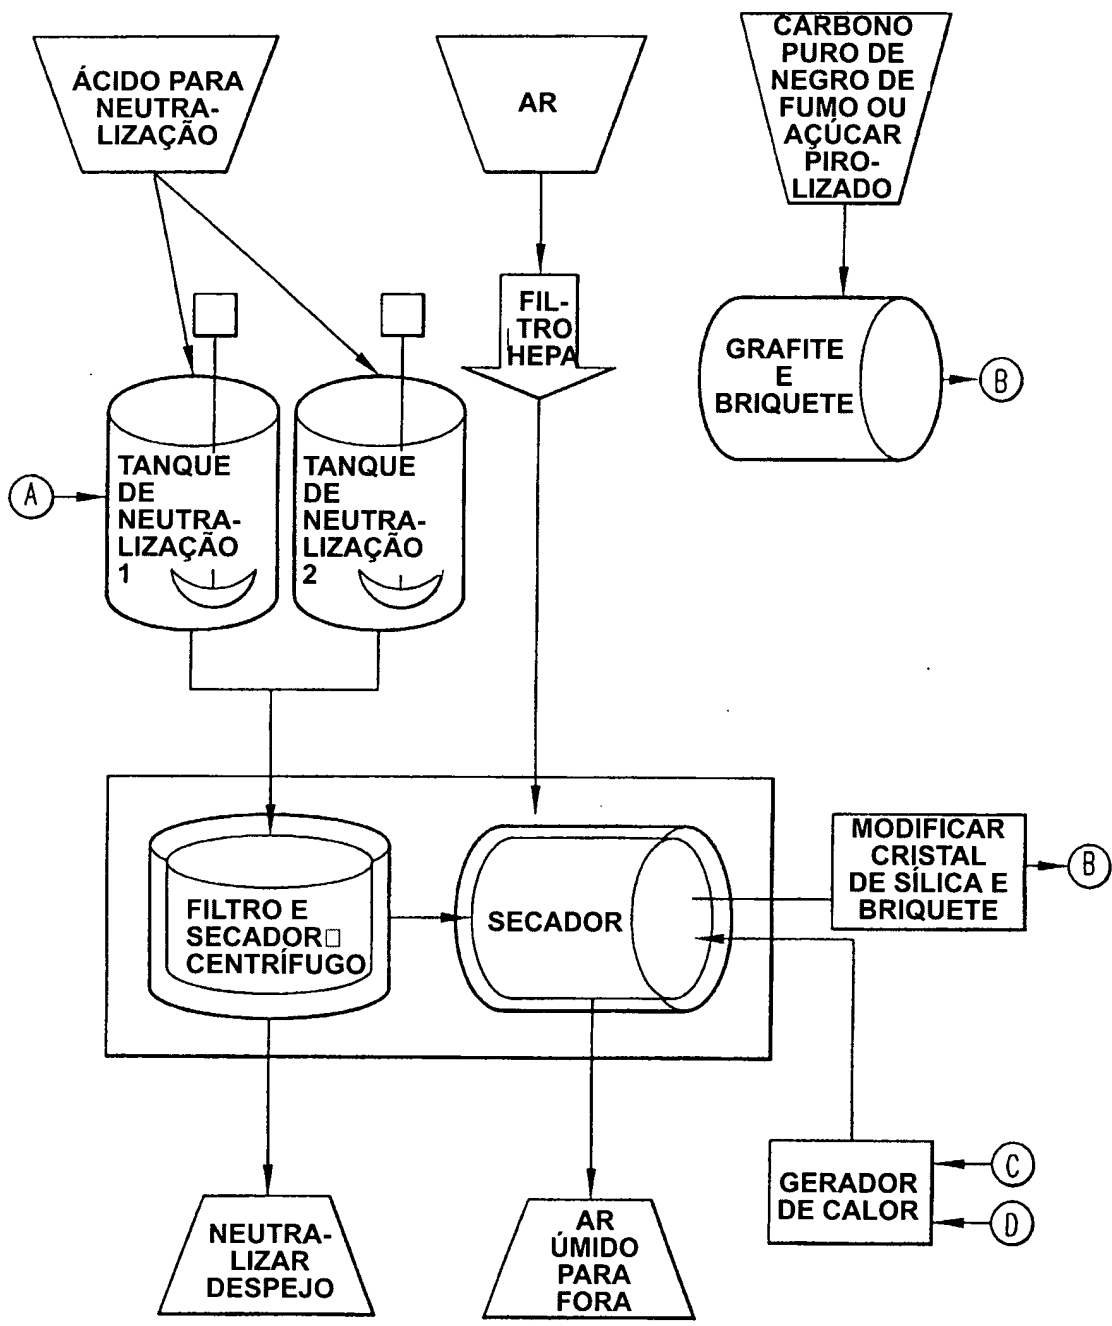 ÁCIDO PARA
NEUTRA-
LIZAÇÃO
AR
CARBONO
PURO DE
NEGRO DE
FUMO OU
AÇÚCAR
PIRO-
LIZADO
FIL-
TRO
HEPA
GRAFITE
E
BRIQUETE
B
A
TANQUE
DE
NEUTRA-
LIZAÇÃO
1
TANQUE
DE
NEUTRA-
LIZAÇÃO
2
FILTRO E
SECADOR□
CENTRÍFUGO
SECADOR
MODIFICAR
CRISTAL
DE SÍLICA E
BRIQUETE
B
GERADOR
DE CALOR
C
D
NEUTRA-
LIZAR
DESPEJO
AR
ÚMIDO
PARA
FORA